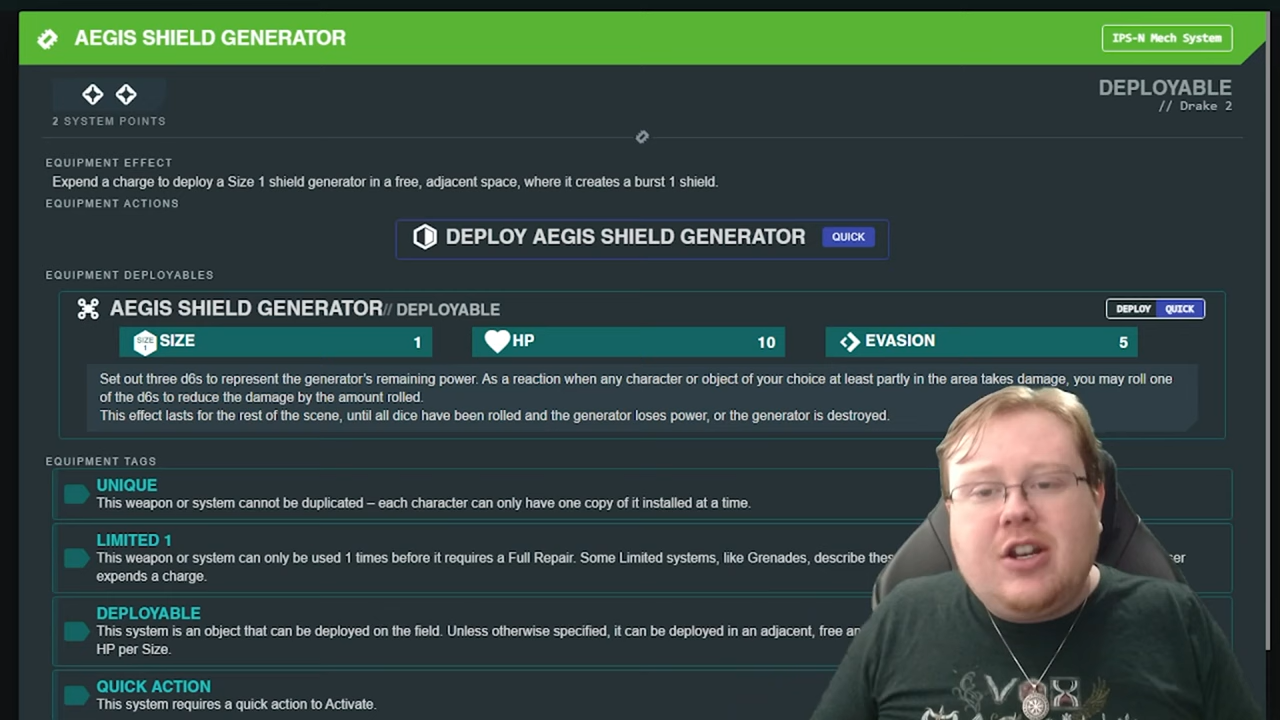 AEGIS SHIELD GENERATOR
IPS-N Mech System
2 SYSTEM POINTS
DEPLOYABLE
// Drake 2
EQUIPMENT EFFECT
Expend a charge to deploy a Size 1 shield generator in a free, adjacent space, where it creates a burst 1 shield.
EQUIPMENT ACTIONS
DEPLOY AEGIS SHIELD GENERATOR QUICK
EQUIPMENT DEPLOYABLES
AEGIS SHIELD GENERATOR// DEPLOYABLE
DEPLOY QUICK
SIZE 1 SIZE 1
HP 10
EVASION 5
Set out three d6s to represent the generator's remaining power. As a reaction when any character or object of your choice at least partly in the area takes damage, you may roll one
of the d6s to reduce the damage by the amount rolled.
This effect lasts for the rest of the scene, until all dice have been rolled and the generator loses power, or the generator is destroyed.
EQUIPMENT TAGS
UNIQUE
This weapon or system cannot be duplicated – each character can only have one copy of it installed at a time.
LIMITED 1
This weapon or system can only be used 1 times before it requires a Full Repair. Some Limited systems, like Grenades, describe
expends a charge.
DEPLOYABLE
This system is an object that can be deployed on the field. Unless otherwise specified, it can be deployed in an adjacent, free
HP per Size.
QUICK ACTION
This system requires a quick action to Activate.